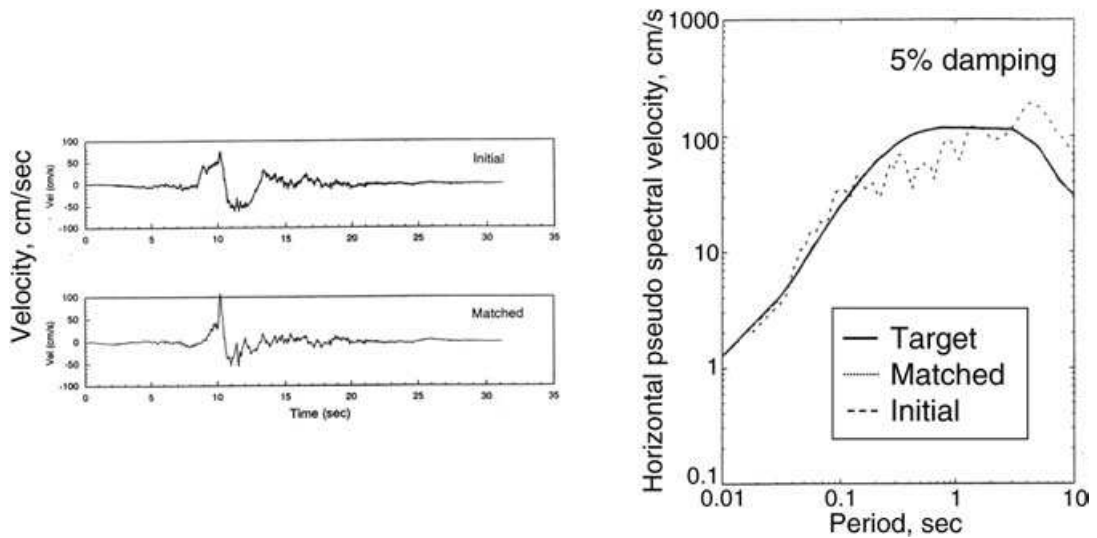 Velocity, cm/sec
Vel (cm/s)
100
50
0
-50
-100
Initial
0 5 10 15 20 25 30 35
Vel (cm/s)
100
50
0
-50
-100
Matched
0 5 10 15 20 25 30 35
Time (sec)
Horizontal pseudo spectral velocity, cm/s
1000
100
10
1
0.1
5% damping
Target
Matched
Initial
0.01 0.1 1 10
Period, sec